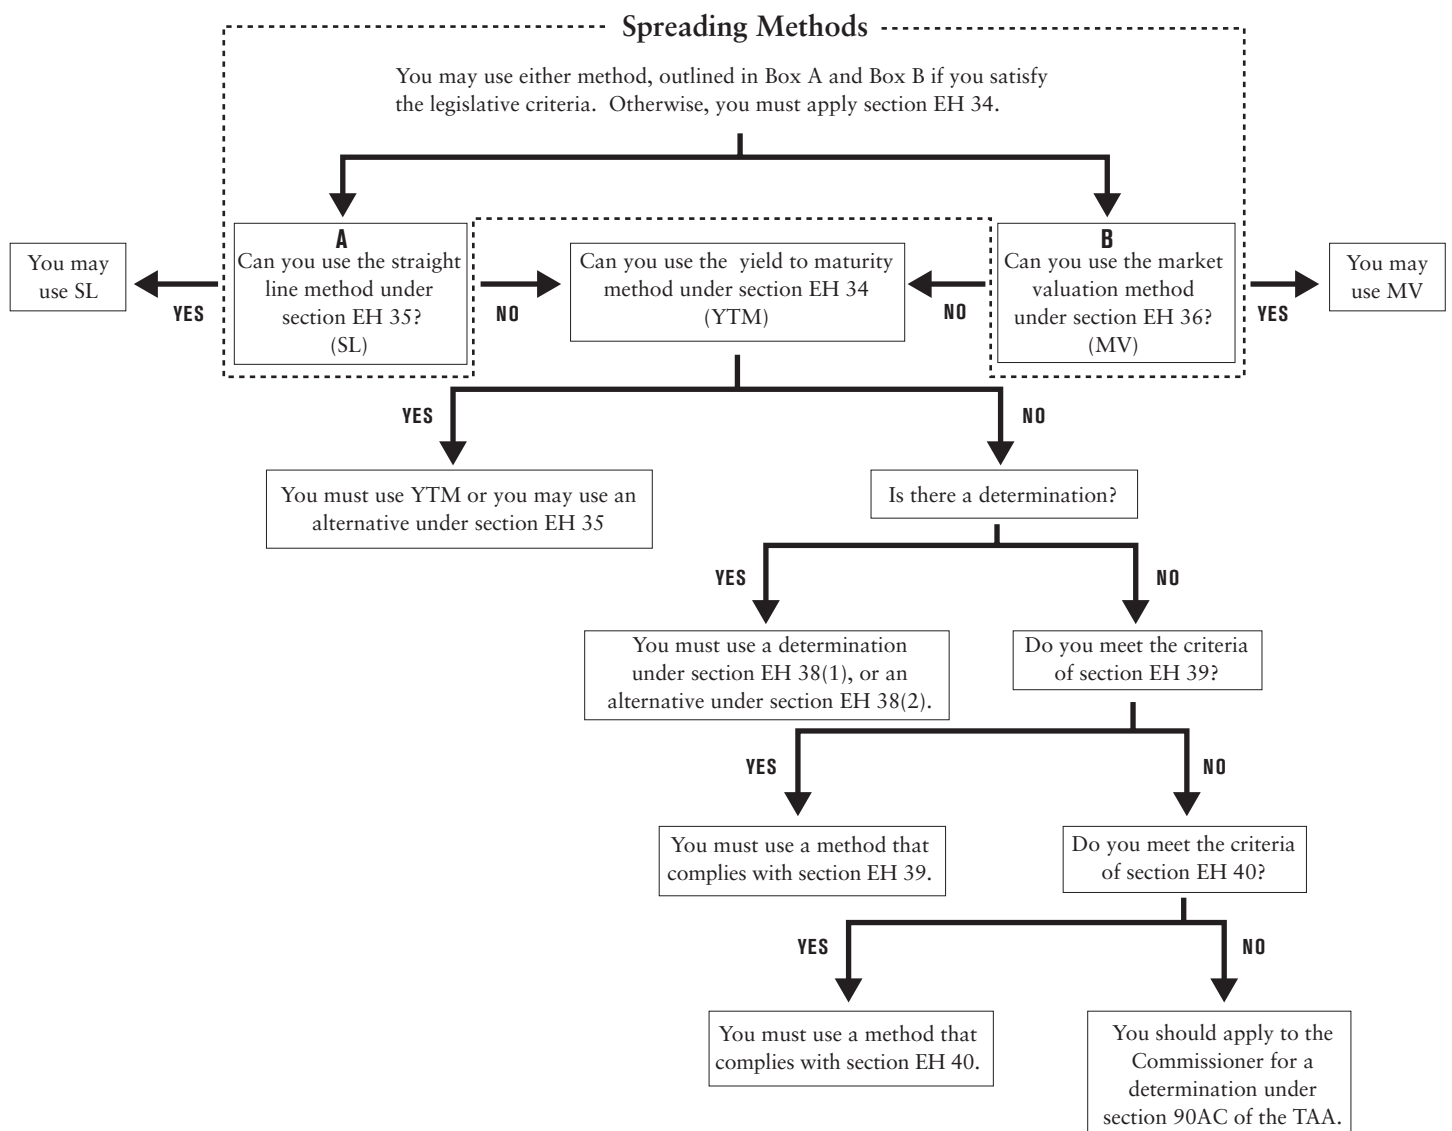 Spreading Methods
You may use either method, outlined in Box A and Box B if you satisfy
the legislative criteria. Otherwise, you must apply section EH 34.
You may
use SL
YES
A
Can you use the straight
line method under
section EH 35?
(SL)
NO
Can you use the yield to maturity
method under section EH 34
(YTM)
NO
B
Can you use the market
valuation method
under section EH 36?
(MV)
YES
You may
use MV
YES
NO
You must use YTM or you may use an
alternative under section EH 35
Is there a determination?
YES
NO
You must use a determination
under section EH 38(1), or an
alternative under section EH 38(2).
Do you meet the criteria
of section EH 39?
YES
NO
You must use a method that
complies with section EH 39.
Do you meet the criteria
of section EH 40?
YES
NO
You must use a method that
complies with section EH 40.
You should apply to the
Commissioner for a
determination under
section 90AC of the TAA.